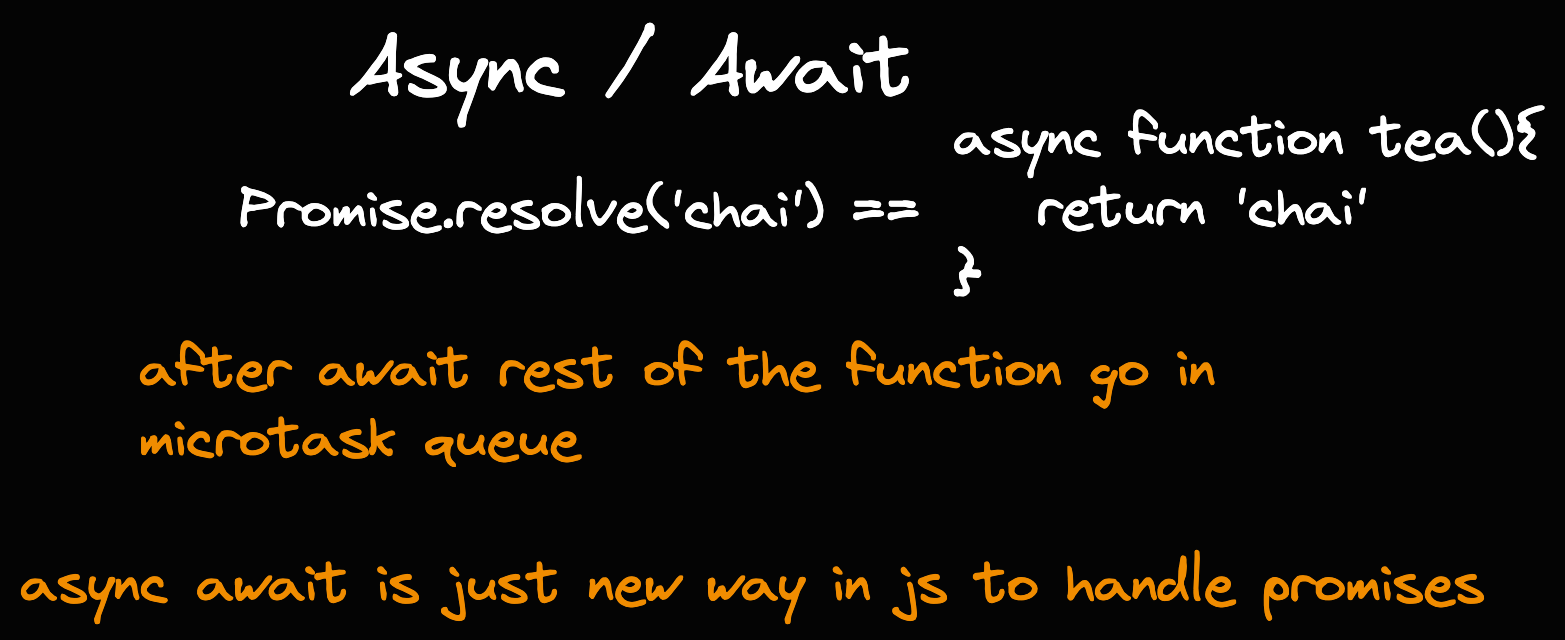 Async / Await
async function tea(){
Promise.resolve('chai') == return 'chai'
}
after await rest of the function go in
microtask queue
async await is just new way in js to handle promises